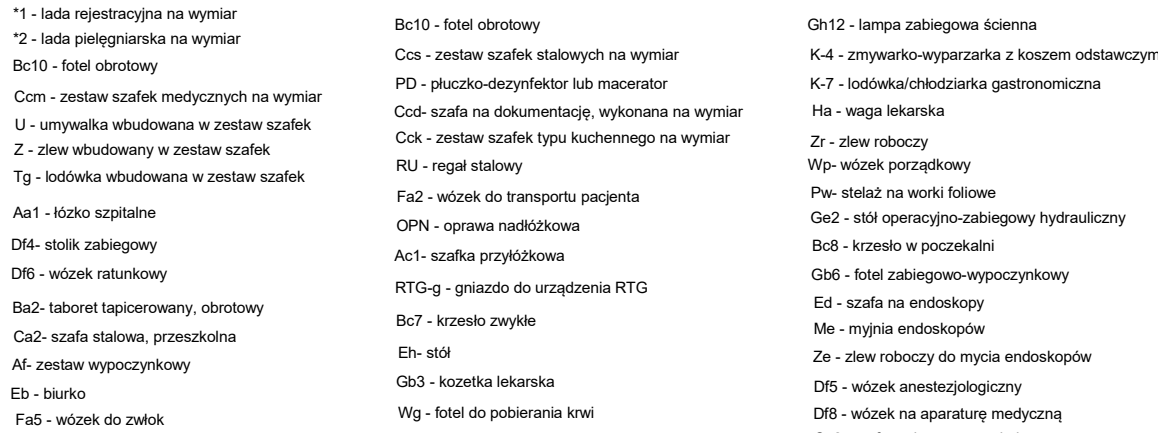 *1 - lada rejestracyjna na wymiar
*2 - lada pielęgniarska na wymiar
Bc10 - fotel obrotowy
Ccm - zestaw szafek medycznych na wymiar
U - umywalka wbudowana w zestaw szafek
Z - zlew wbudowany w zestaw szafek
Tg - lodówka wbudowana w zestaw szafek
Aa1 - łóżko szpitalne
Df4- stolik zabiegowy
Df6 - wózek ratunkowy
Ba2- taboret tapicerowany, obrotowy
Ca2- szafa stalowa, przeszkolna
Af- zestaw wypoczynkowy
Eb - biurko
Fa5 - wózek do zwłok
Bc10 - fotel obrotowy
Ccs - zestaw szafek stalowych na wymiar
PD - płuczko-dezynfektor lub macerator
Ccd- szafa na dokumentację, wykonana na wymiar
Cck - zestaw szafek typu kuchennego na wymiar
RU - regał stalowy
Fa2 - wózek do transportu pacjenta
OPN - oprawa nadłóżkowa
Ac1- szafka przyłóżkowa
RTG-g - gniazdo do urządzenia RTG
Bc7 - krzesło zwykłe
Eh- stół
Gb3 - kozetka lekarska
Wg - fotel do pobierania krwi
Gh12 - lampa zabiegowa ścienna
K-4 - zmywarko-wyparzarka z koszem odstawczym
K-7 - lodówka/chłodziarka gastronomiczna
Ha - waga lekarska
Zr - zlew roboczy
Wp- wózek porządkowy
Pw- stelaż na worki foliowe
Ge2 - stół operacyjno-zabiegowy hydrauliczny
Bc8 - krzesło w poczekalni
Gb6 - fotel zabiegowo-wypoczynkowy
Ed - szafa na endoskopy
Me - myjnia endoskopów
Ze - zlew roboczy do mycia endoskopów
Df5 - wózek anestezjologiczny
Df8 - wózek na aparaturę medyczną